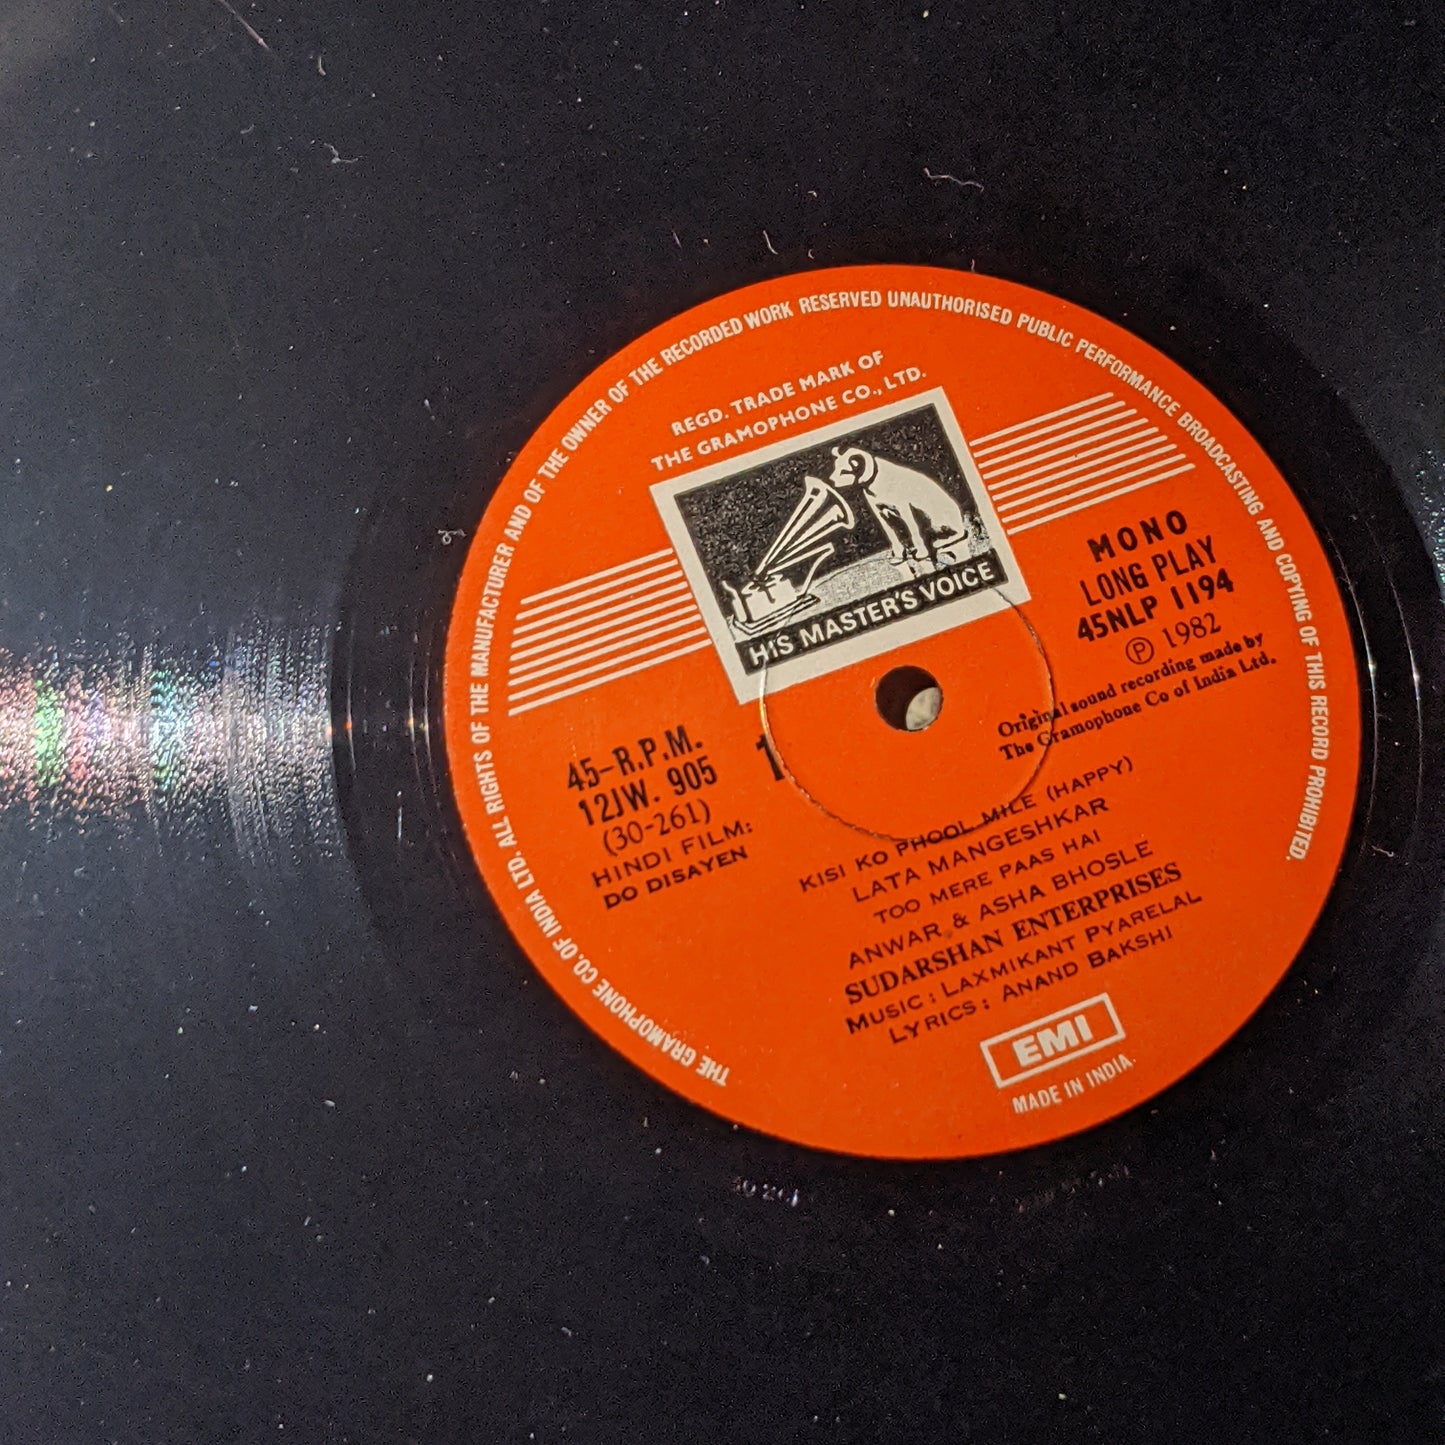 THE GRAMOPHONE CO. OF INDIA LTD. ALL RIGHTS OF THE MANUFACTURER AND OF THE OWNER OF THE RECORDED WORK RESERVED UNAUTHORISED PUBLIC PERFORMANCE BROADCASTING AND COPYING OF THIS RECORD PROHIBITED.
REGD. TRADE MARK OF
THE GRAMOPHONE CO., LTD.
HIS MASTER'S VOICE
MONO
LONG PLAY
45NLP 1194
Ⓟ 1982
Original sound recording made by
The Gramophone Co of India Ltd.
45-R.P.M.
12JW. 905
(30-261)
HINDI FILM:
DO DISAYEN
1
KISI KO PHOOL MILE (HAPPY)
LATA MANGESHKAR
TOO MERE PAAS HAI
ANWAR & ASHA BHOSLE
SUDARSHAN ENTERPRISES
MUSIC: LAXMIKANT PYARELAL
LYRICS: ANAND BAKSHI
EMI
MADE IN INDIA.